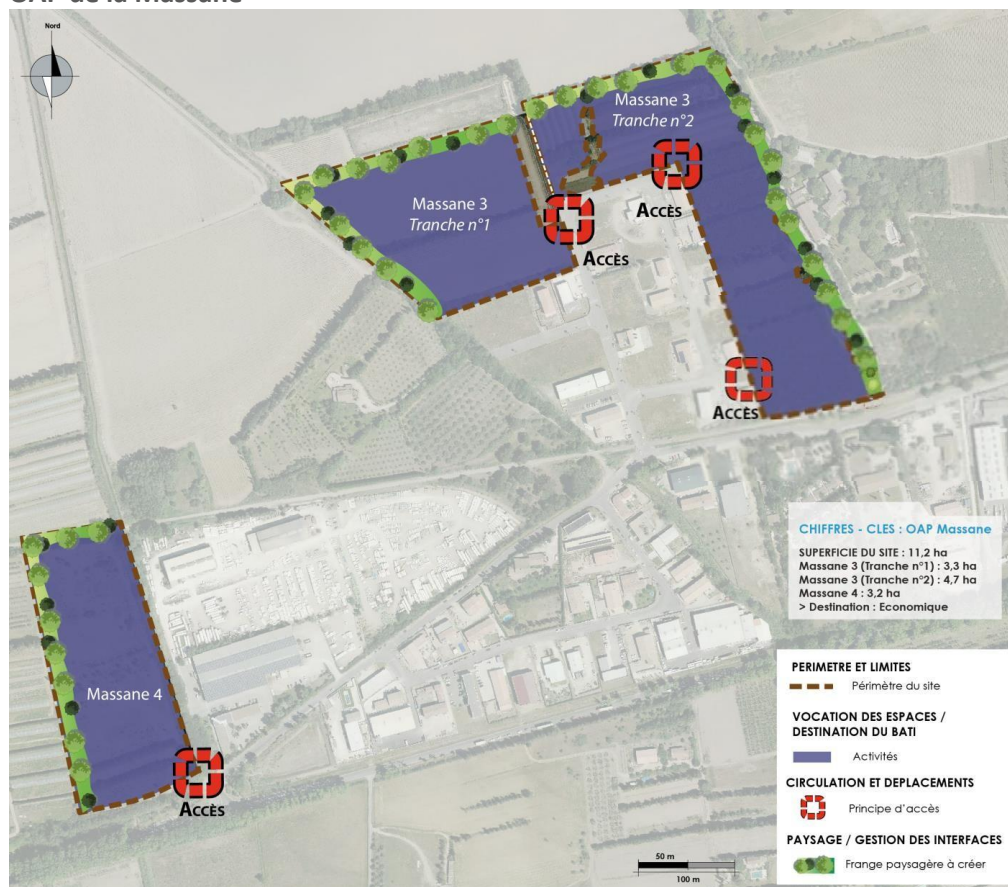 OAP de la Massane
Nord
Massane 3
Tranche n°2
Massane 3
Tranche n°1
ACCÈS
ACCÈS
ACCÈS
CHIFFRES - CLES : OAP Massane
SUPERFICIE DU SITE : 11,2 ha
Massane 3 (Tranche n°1) : 3,3 ha
Massane 3 (Tranche n°2) : 4,7 ha
Massane 4 : 3,2 ha
> Destination : Economique
Massane 4
ACCÈS
PERIMETRE ET LIMITES
Périmètre du site
VOCATION DES ESPACES /
DESTINATION DU BATI
Activités
CIRCULATION ET DEPLACEMENTS
Principe d'accès
PAYSAGE / GESTION DES INTERFACES
Frange paysagère à créer
50 m
100 m